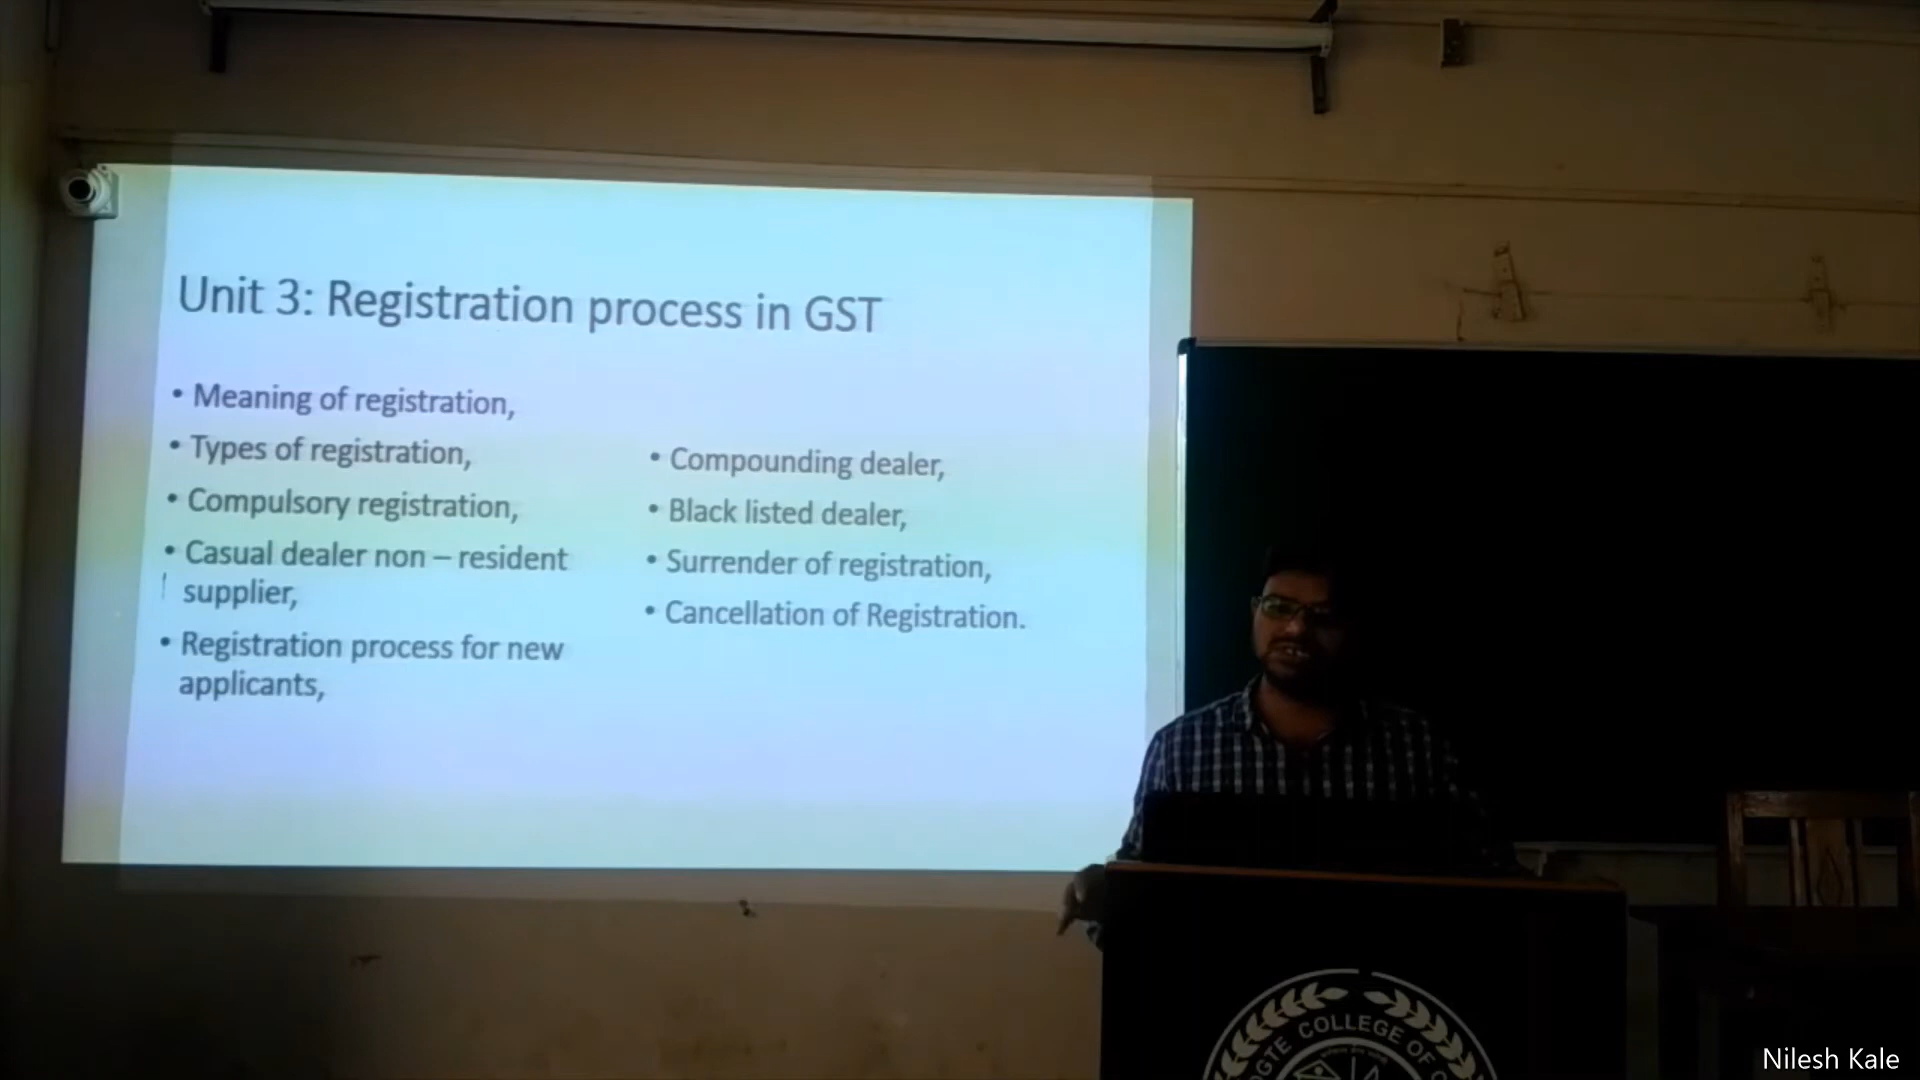 Unit 3: Registration process in GST
• Meaning of registration,
• Types of registration,
• Compulsory registration,
• Casual dealer non – resident
supplier,
• Registration process for new
applicants,
• Compounding dealer,
• Black listed dealer,
• Surrender of registration,
• Cancellation of Registration.
COLLEGE OF
Nilesh Kale